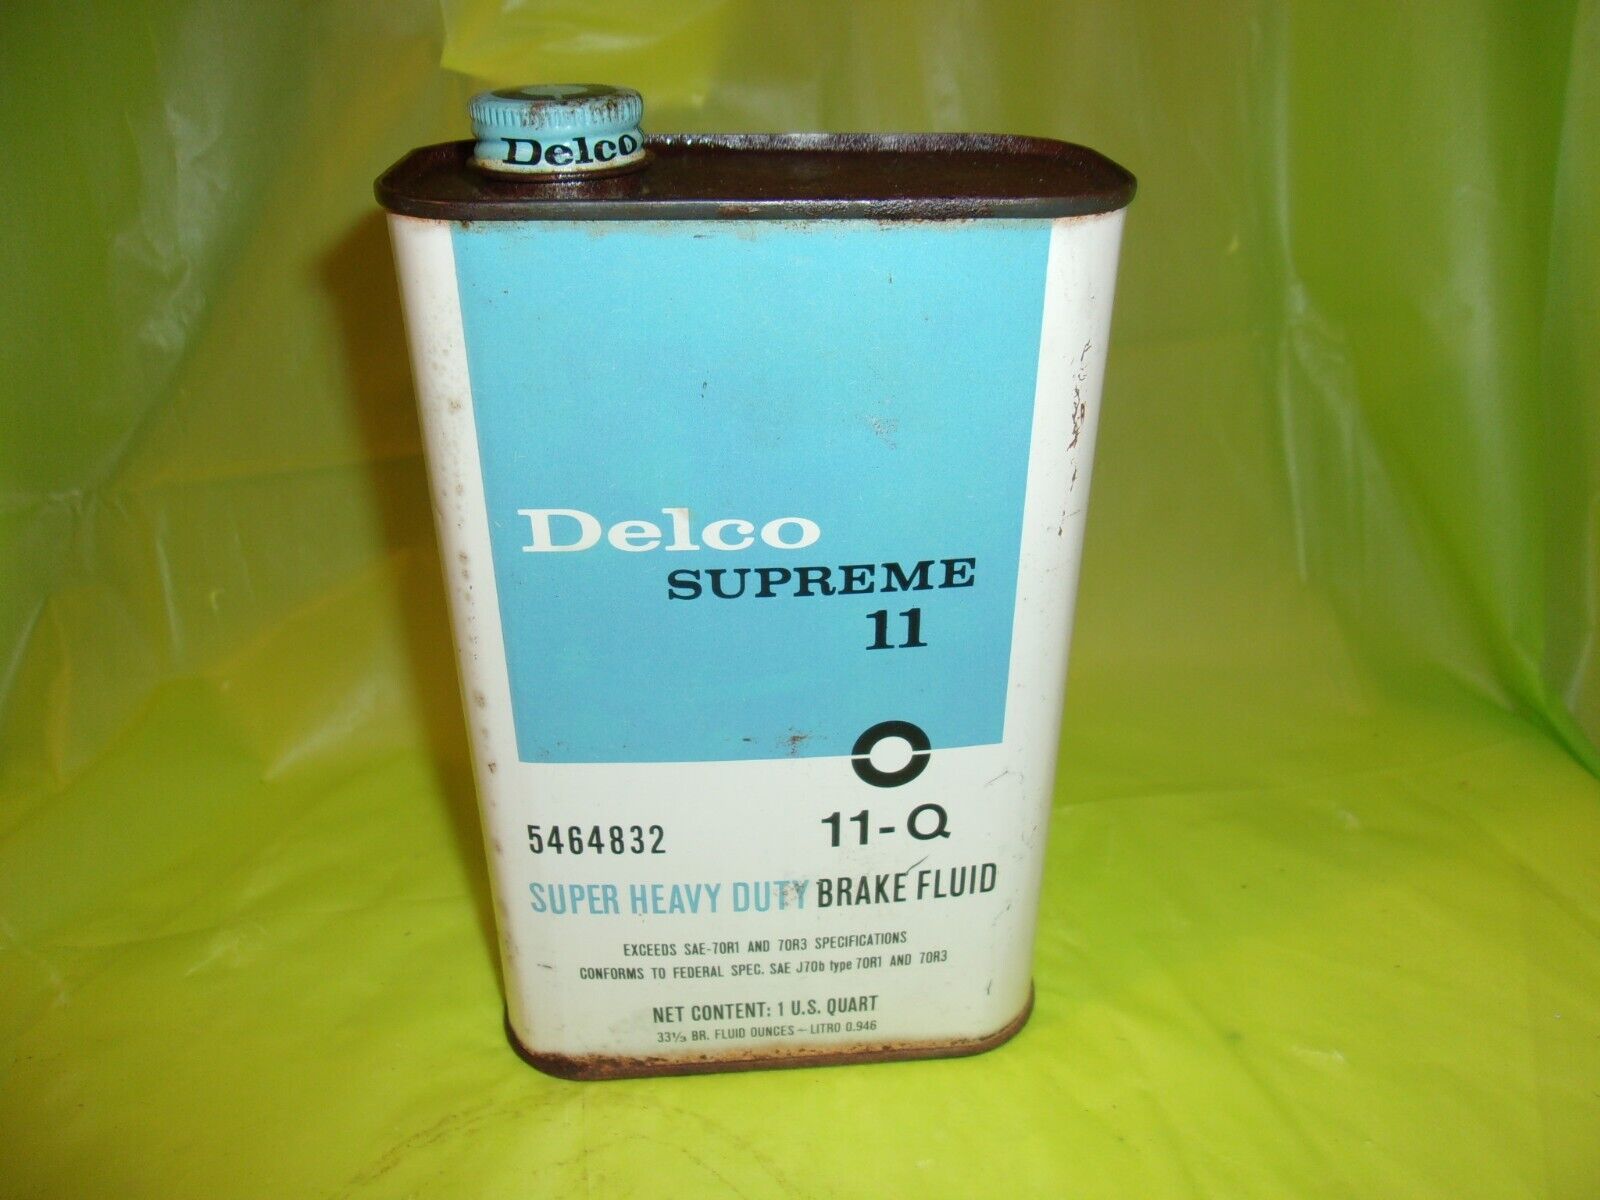 Delco
Delco
SUPREME
11
11-Q
5464832
SUPER HEAVY DUTY BRAKE FLUID
EXCEEDS SAE-70R1 AND 70R3 SPECIFICATIONS
CONFORMS TO FEDERAL SPEC. SAE J70b type 70R1 AND 70R3
NET CONTENT: 1 U.S. QUART
33⅓ BR. FLUID OUNCES – LITRO 0.946